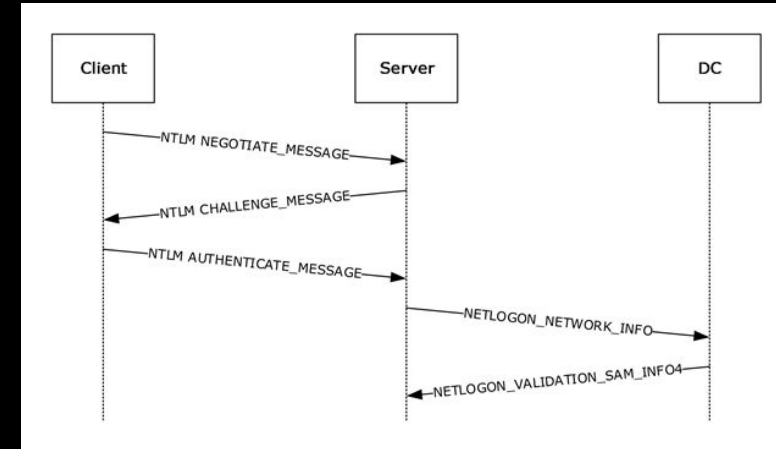 Client
Server
DC
NTLM NEGOTIATE_MESSAGE
NTLM CHALLENGE_MESSAGE
NTLM AUTHENTICATE_MESSAGE
NETLOGON_NETWORK_INFO
NETLOGON_VALIDATION_SAM_INFO4